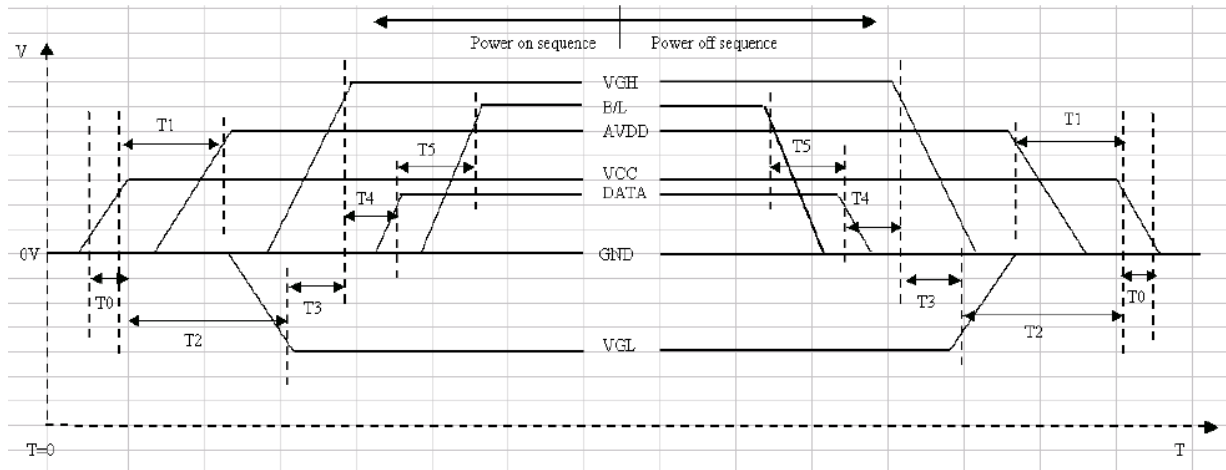 Power on sequence
Power off sequence
V
VGH
B/L
T1
AVDD
T1
T5
T5
VCC
DATA
T4
T4
0V
GND
T0
T3
T3
T0
T2
T2
VGL
T=0
T